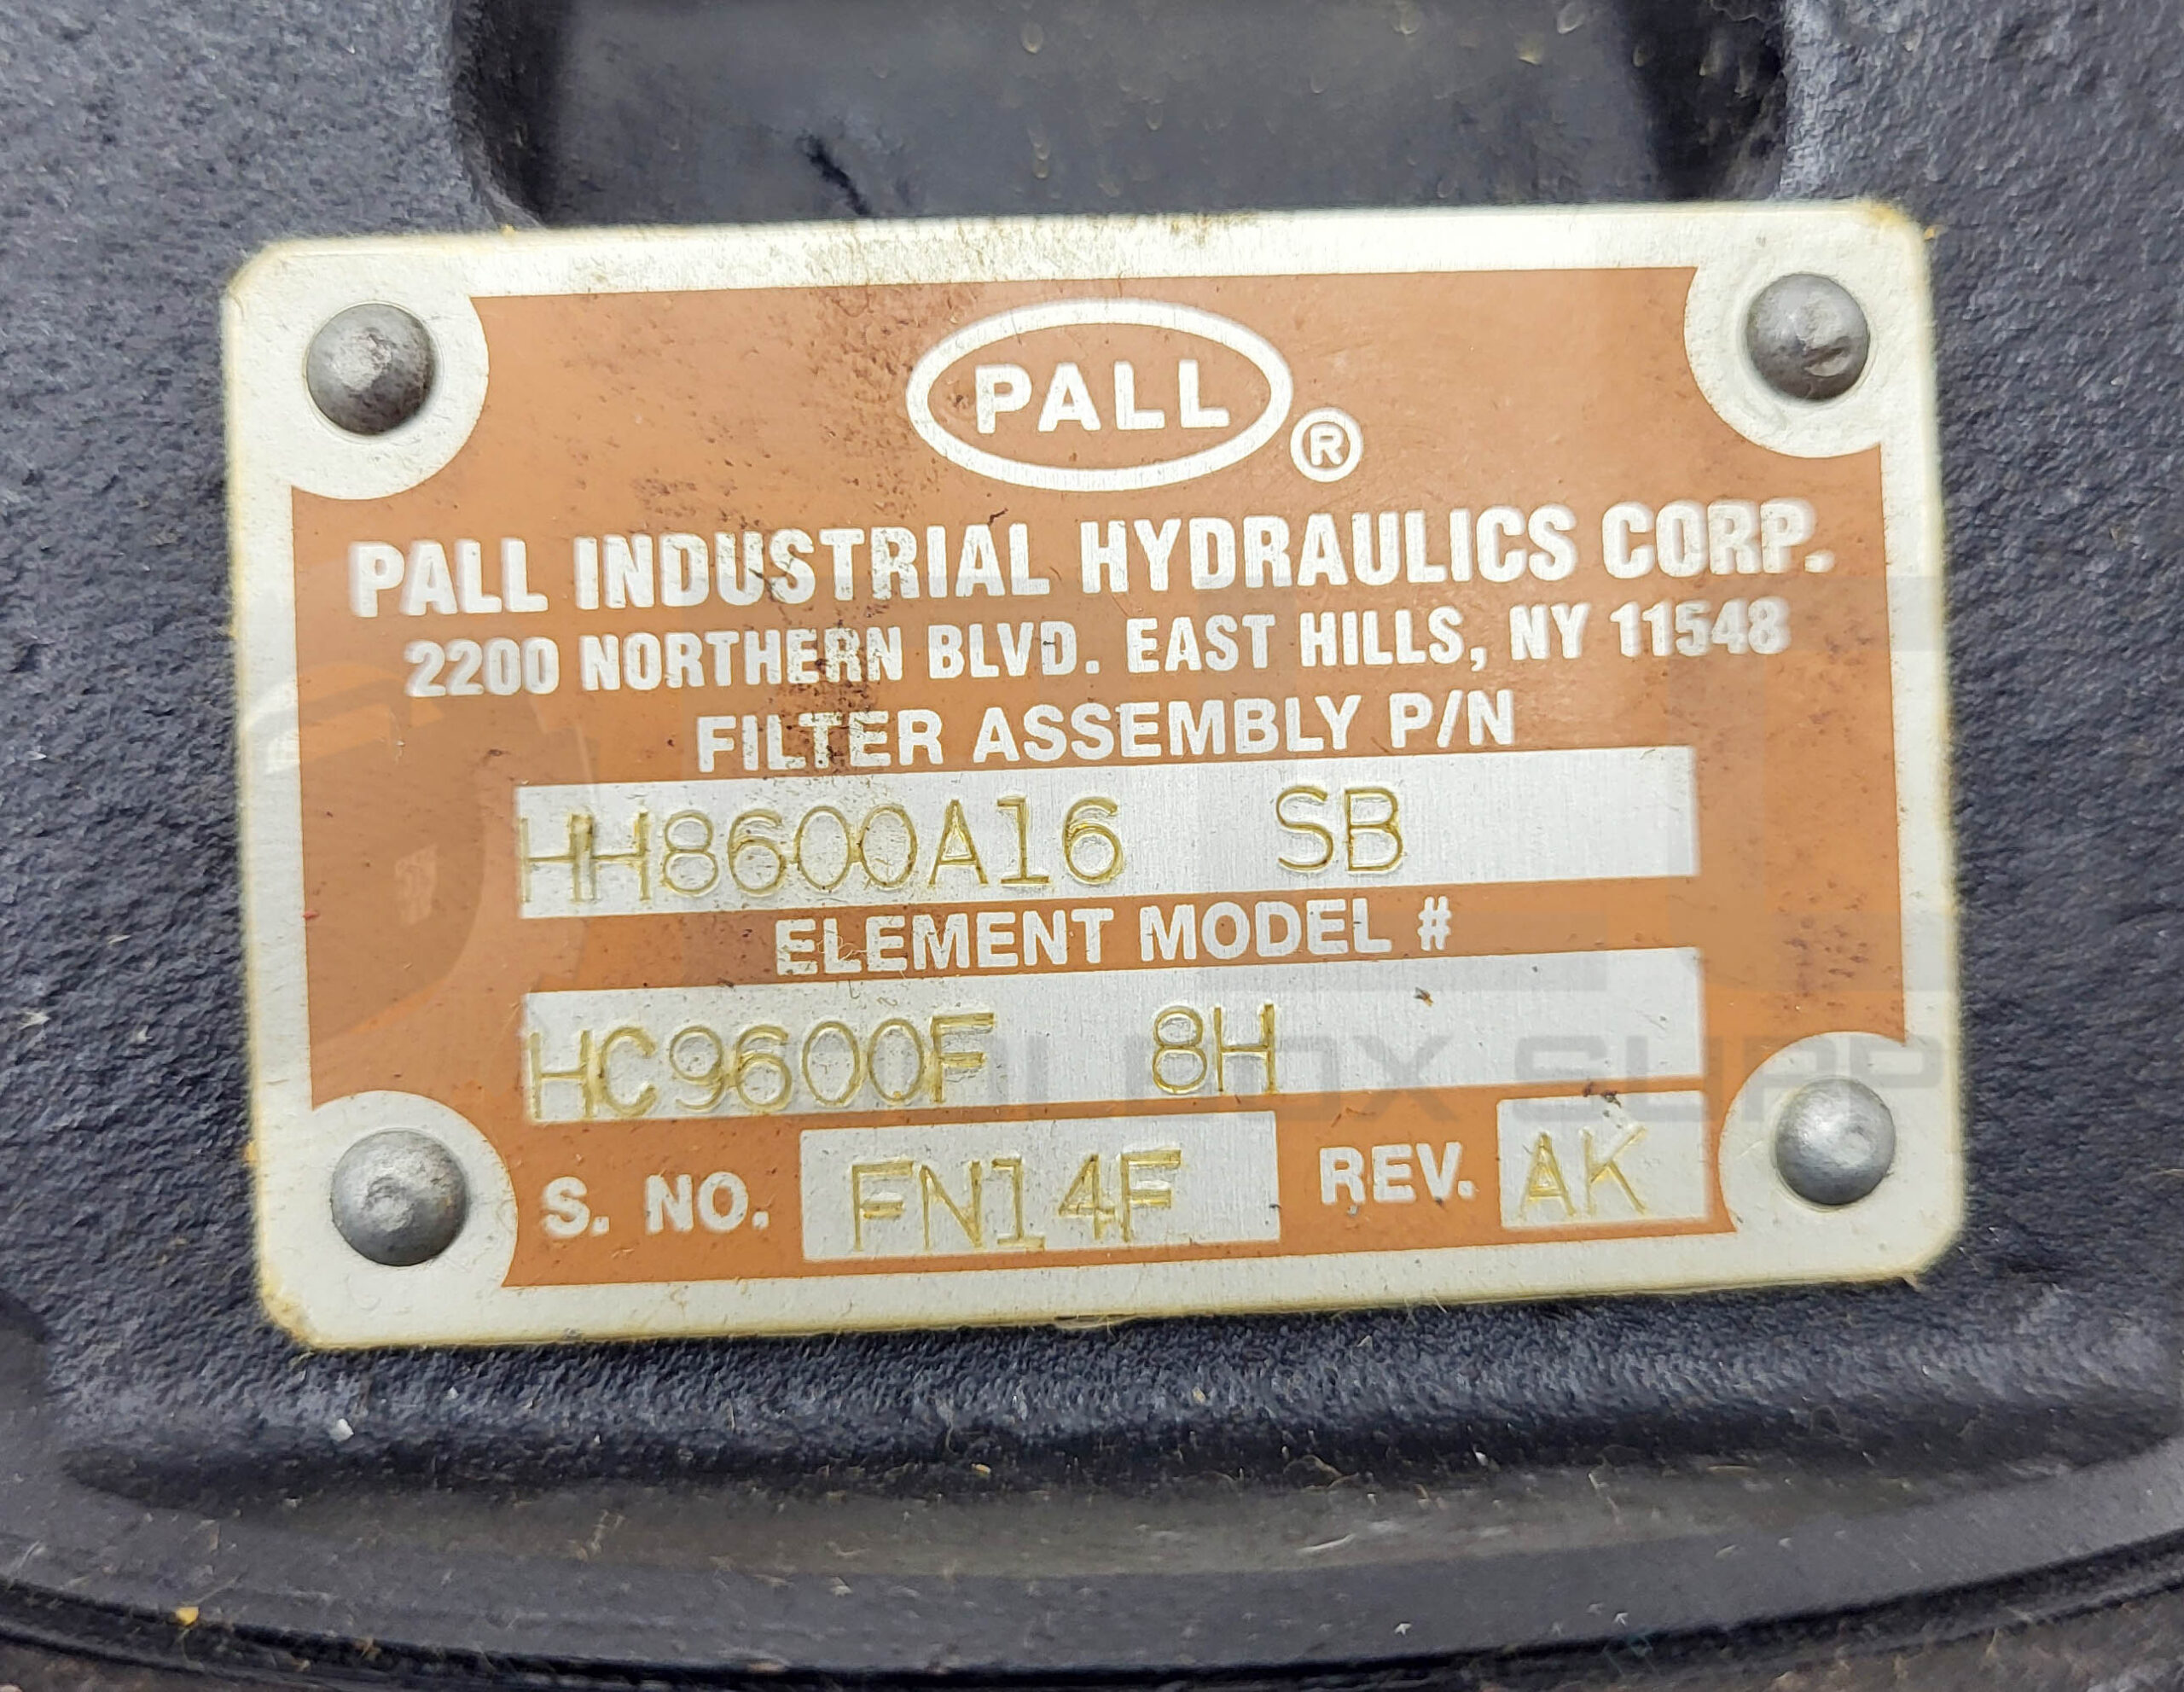 PALL ®
PALL INDUSTRIAL HYDRAULICS CORP.
2200 NORTHERN BLVD. EAST HILLS, NY 11548
FILTER ASSEMBLY P/N
HH8600A16 SB
ELEMENT MODEL #
HC9600F 8H
S. NO. FN14F REV. AK